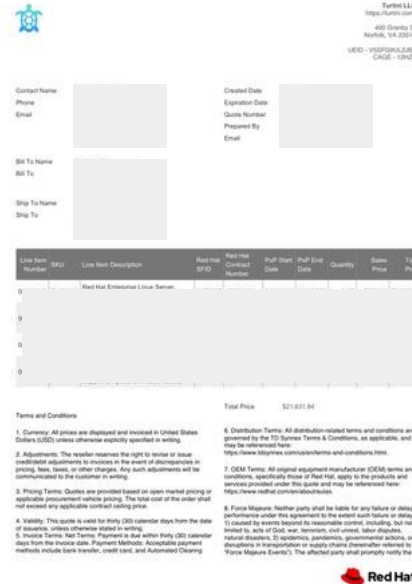 Turtini LL
https://turtini.com
400 Granby S
Norfolk, VA 2351
UEID -
CAGE -
Contact Name
Phone
Email
Created Date
Expiration Date
Quote Number
Prepared By
Email
Bill To Name
Bill To
Ship To Name
Ship To
Line Item Number SKU Line Item Description Red Hat SFID Red Hat Contract Number PoP Start Date PoP End Date Quantity Sales Price
Red Hat Enterprise Linux Server,
0
0
0
0
Total Price $21,631.84
Terms and Conditions
1. Currency: All prices are displayed and invoiced in United States
Dollars (USD) unless otherwise explicitly specified in writing.
2. Adjustments: The reseller reserves the right to revise or issue
credit/debit adjustments to invoices in the event of discrepancies in
pricing, fees, taxes, or other charges. Any such adjustments will be
communicated to the customer in writing.
3. Pricing Terms: Quotes are provided based on open market pricing or
applicable procurement vehicle pricing. The total cost of the order shall
not exceed any applicable contract ceiling price.
4. Validity: This quote is valid for thirty (30) calendar days from the date
of issuance, unless otherwise stated in writing.
5. Invoice Terms: Net Terms: Payment is due within thirty (30) calendar
days from the invoice date. Payment Methods: Acceptable payment
methods include bank transfer, credit card, and Automated Clearing
6. Distribution Terms: All distribution-related terms and conditions are
governed by the TD Synnex Terms & Conditions, as applicable, and
may be referenced here:
https://www.tdsynnex.com/us/en/terms-and-conditions.html.
7. OEM Terms: All original equipment manufacturer (OEM) terms and
conditions, specifically those of Red Hat, apply to the products and
services provided under this quote and may be referenced here:
https://www.redhat.com/en/about/eulas.
8. Force Majeure: Neither party shall be liable for any failure or delay
performance under this agreement to the extent such failure or delay
1) caused by events beyond its reasonable control, including, but no
limited to, acts of God, war, terrorism, civil unrest, labor disputes,
natural disasters, 2) epidemics, pandemics, governmental actions, or
disruptions in transportation or supply chains (hereinafter referred to
"Force Majeure Events"). The affected party shall promptly notify the
Red Ha